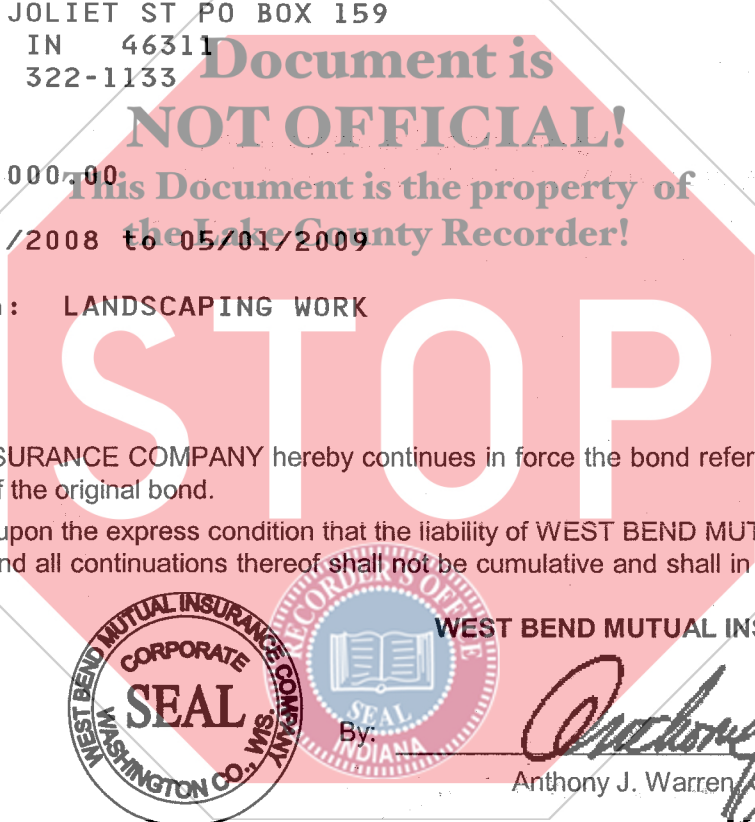 JOLIET ST PO BOX 159
IN 46311
322-1133
Document is
NOT OFFICIAL!
000.00
This Document is the property of
/2008 to 05/01/2009
the Lake County Recorder!
: LANDSCAPING WORK
STOP
SURANCE COMPANY hereby continues in force the bond refer
f the original bond.
upon the express condition that the liability of WEST BEND MUT
nd all continuations thereof shall not be cumulative and shall in
RECORDER'S OFFICE
SEAL
INDIANA
WEST BEND MUTUAL INSURANCE COMPANY
CORPORATE
SEAL
WASHINGTON CO., WIS.
WEST BEND MUTUAL INS
By: Anthony
Anthony J. Warren